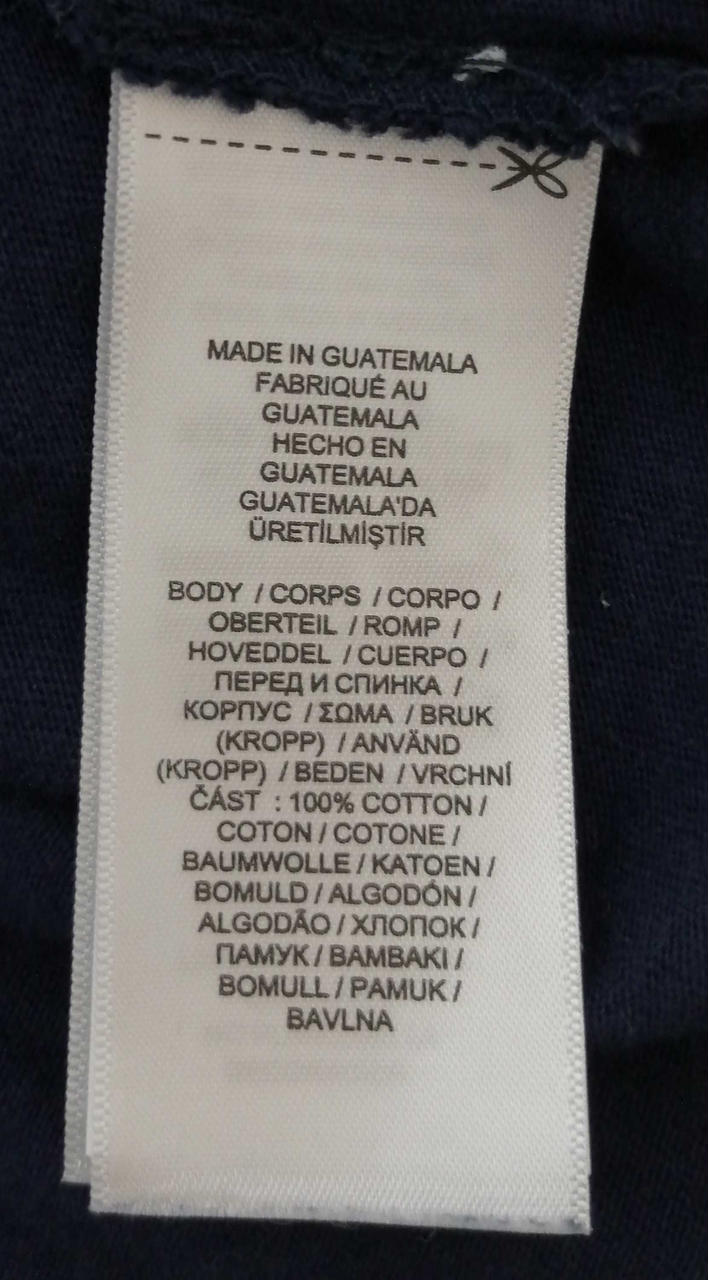 MADE IN GUATEMALA
FABRIQUÉ AU
GUATEMALA
HECHO EN
GUATEMALA
GUATEMALA'DA
ÜRETİLMİŞTİR
BODY / CORPS / CORPO /
OBERTEIL / ROMP /
HOVEDDEL / CUERPO /
ПЕРЕД И СПИНКА /
КОРПУС / ΣΩΜΑ / BRUK
(KROPP) / ANVÄND
(KROPP) / BEDEN / VRCHNÍ
ČÁST : 100% COTTON /
COTON / COTONE /
BAUMWOLLE / KATOEN /
BOMULD / ALGODÓN /
ALGODÃO / ХЛОПОК /
ПАМУК / ΒΑΜΒΑΚΙ /
BOMULL / PAMUK /
BAVLNA